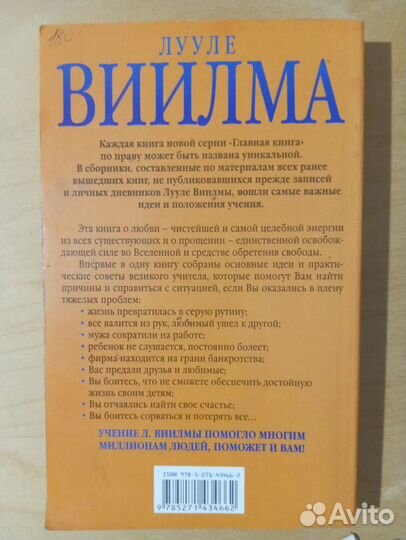 180
ЛУУЛЕ
ВИИЛМА
Каждая книга новой серии «Главная книга»
по праву может быть названа уникальной.
В сборники, составленные по материалам всех ранее
вышедших книг, не публиковавшихся прежде записей
и личных дневников Лууле Виилмы, вошли самые важные
идеи и положения учения.
Эта книга о любви – чистейшей и самой целебной энергии
из всех существующих и о прощении – единственной освобож-
дающей силе во Вселенной и средстве обретения свободы.
Впервые в одну книгу собраны основные идеи и практи-
ческие советы великого учителя, которые помогут Вам найти
причины и справиться с ситуацией, если Вы оказались в плену
тяжелых проблем:
• жизнь превратилась в серую рутину;
• все валится из рук, любимый ушел к другой;
• мужа сократили на работе;
• ребенок не слушается, постоянно болеет;
• фирма находится на грани банкротства;
• Вас предали друзья и любимые;
• Вы боитесь, что не сможете обеспечить достойную
жизнь своим детям;
• Вы отчаялись найти свое счастье;
• Вы боитесь сорваться и потерять все...
УЧЕНИЕ Л. ВИИЛМЫ ПОМОГЛО МНОГИМ
МИЛЛИОНАМ ЛЮДЕЙ, ПОМОЖЕТ И ВАМ!
ISBN 978-5-271-43466-2
9785271434662
Avito